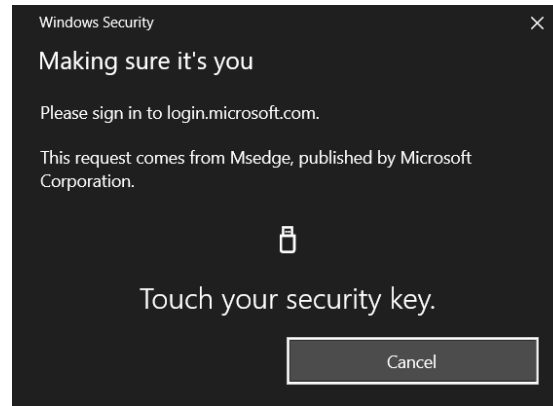 Windows Security
Making sure it's you
Please sign in to login.microsoft.com.
This request comes from Msedge, published by Microsoft
Corporation.
Touch your security key.
Cancel